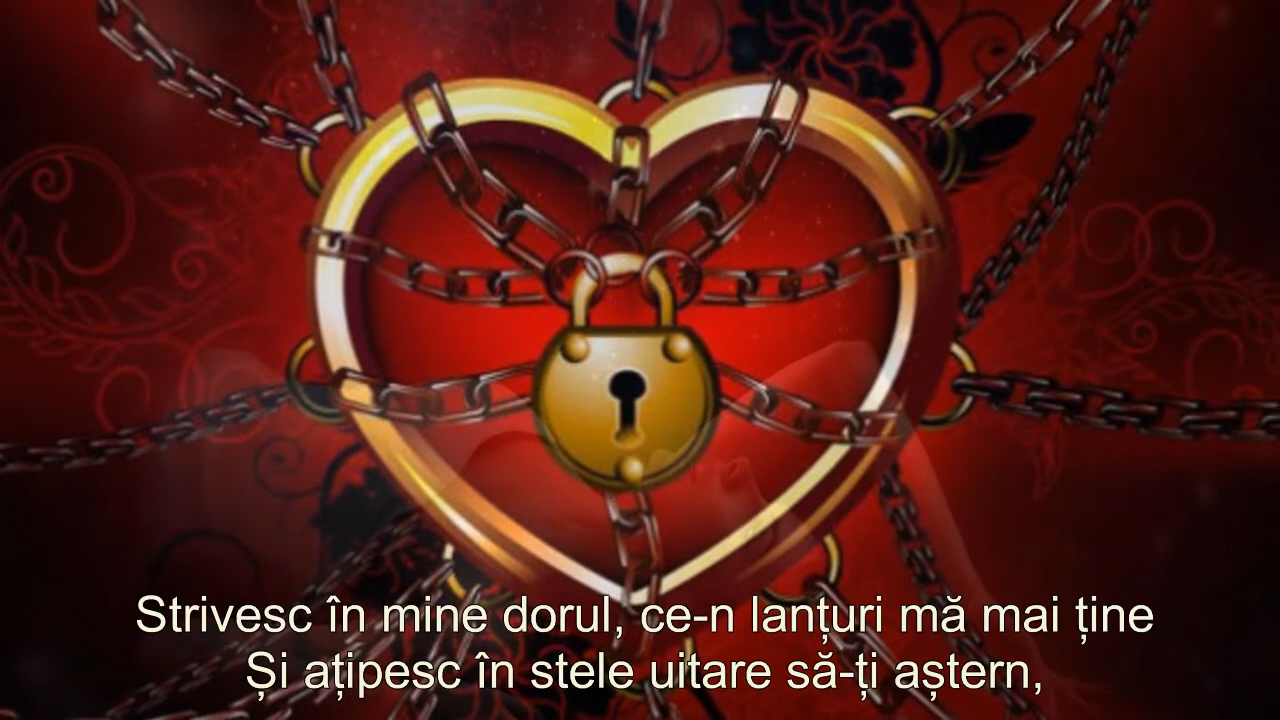 Strivesc în mine dorul, ce-n lanțuri mă mai ține
Și ațipesc în stele uitare să-ți aștern,